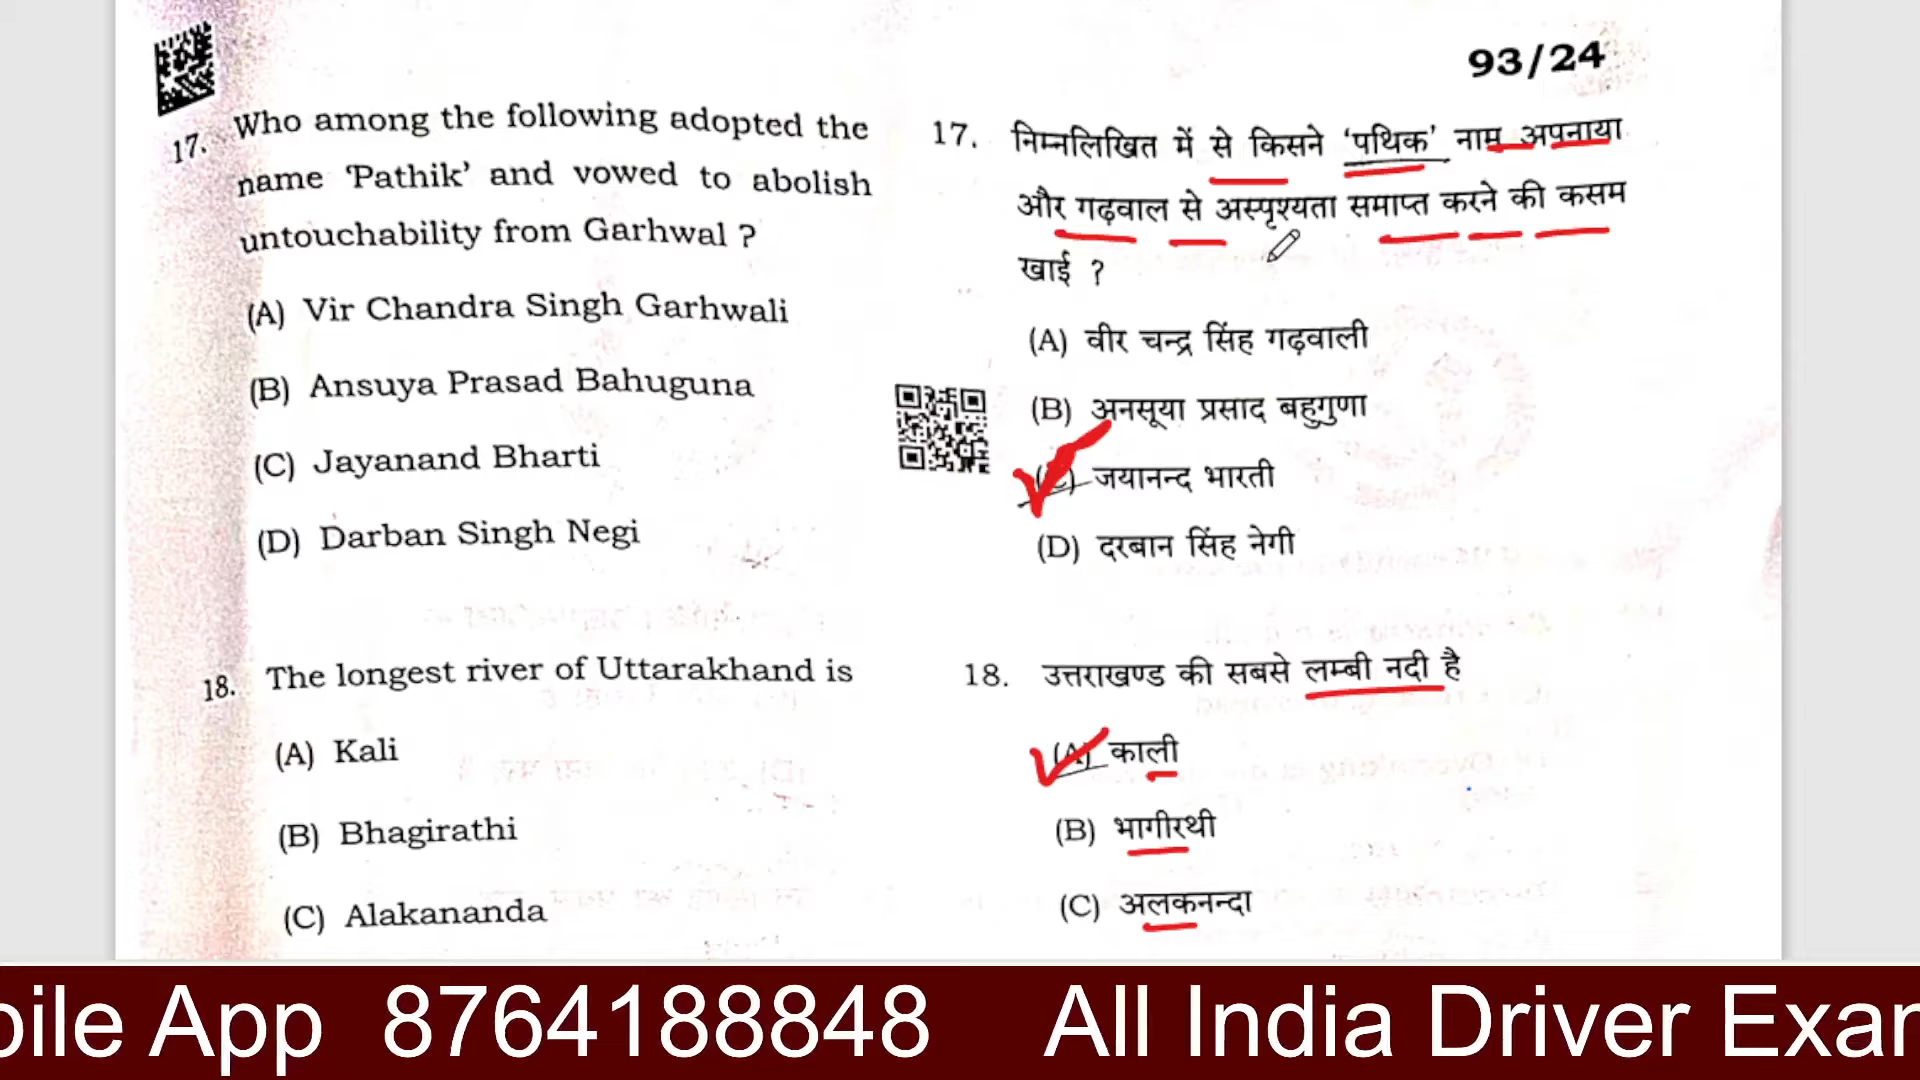 93/24
17. Who among the following adopted the
name ‘Pathik’ and vowed to abolish
untouchability from Garhwal ?
(A) Vir Chandra Singh Garhwali
(B) Ansuya Prasad Bahuguna
(C) Jayanand Bharti
(D) Darban Singh Negi
18. The longest river of Uttarakhand is
(A) Kali
(B) Bhagirathi
(C) Alakananda
17. निम्नलिखित में से किसने ‘पथिक’ नाम अपनाया
और गढ़वाल से अस्पृश्यता समाप्त करने की कसम
खाई ?
(A) वीर चन्द्र सिंह गढ़वाली
(B) अनसूया प्रसाद बहुगुणा
(C) जयानन्द भारती
(D) दरबान सिंह नेगी
18. उत्तराखण्ड की सबसे लम्बी नदी है
(A) काली
(B) भागीरथी
(C) अलकनन्दा
App 8764188848 All India Driver